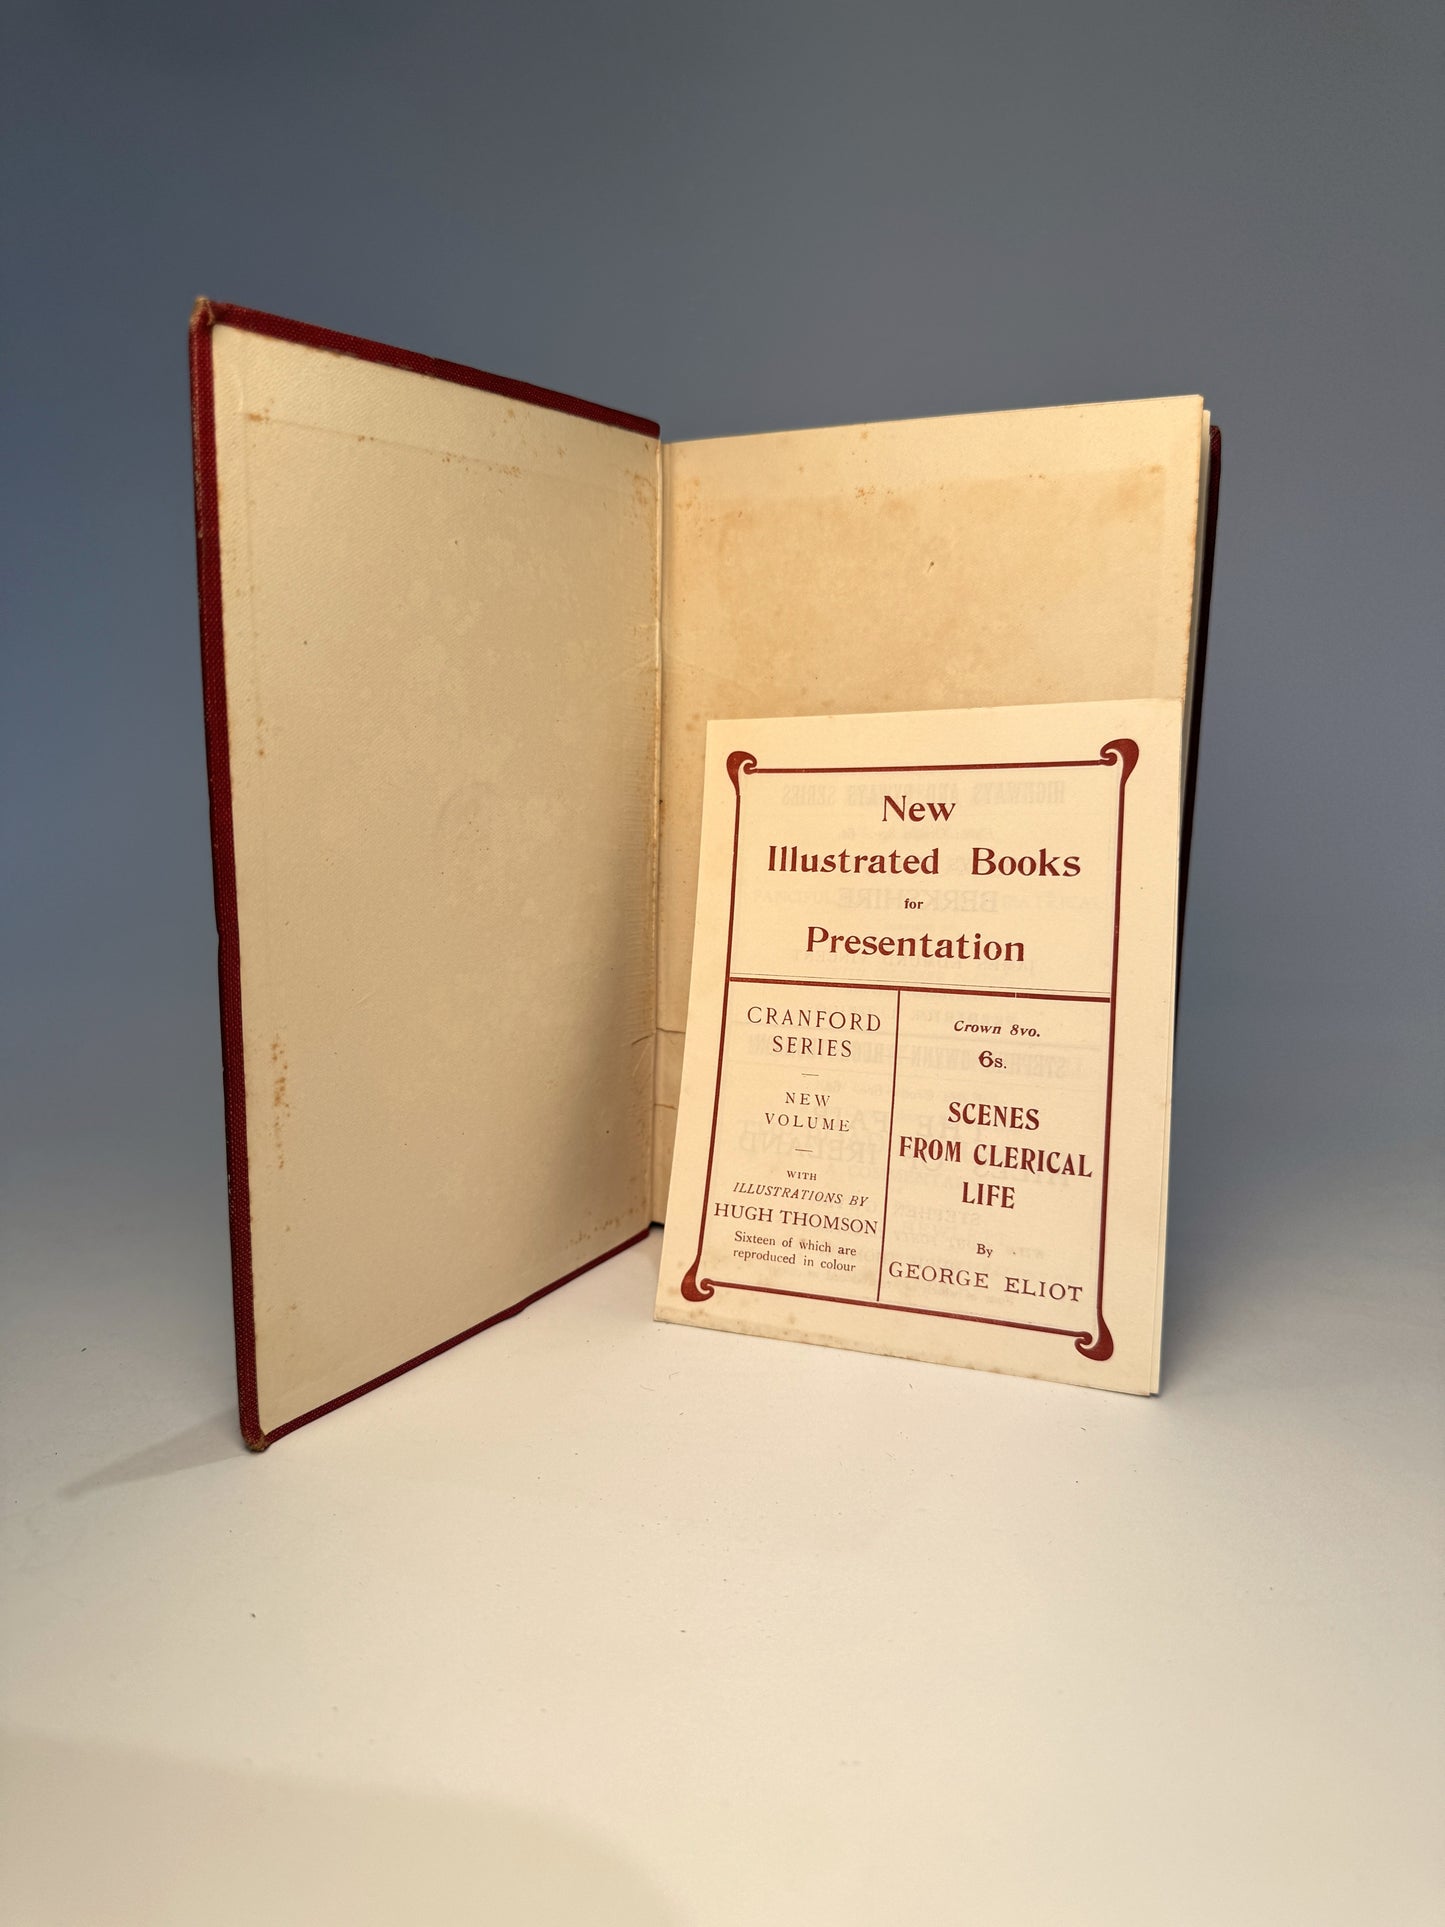 New
Illustrated Books
for
Presentation
CRANFORD
SERIES
NEW
VOLUME
WITH
ILLUSTRATIONS BY
HUGH THOMSON
Sixteen of which are
reproduced in colour
Crown 8vo.
6s.
SCENES
FROM CLERICAL
LIFE
By
GEORGE ELIOT